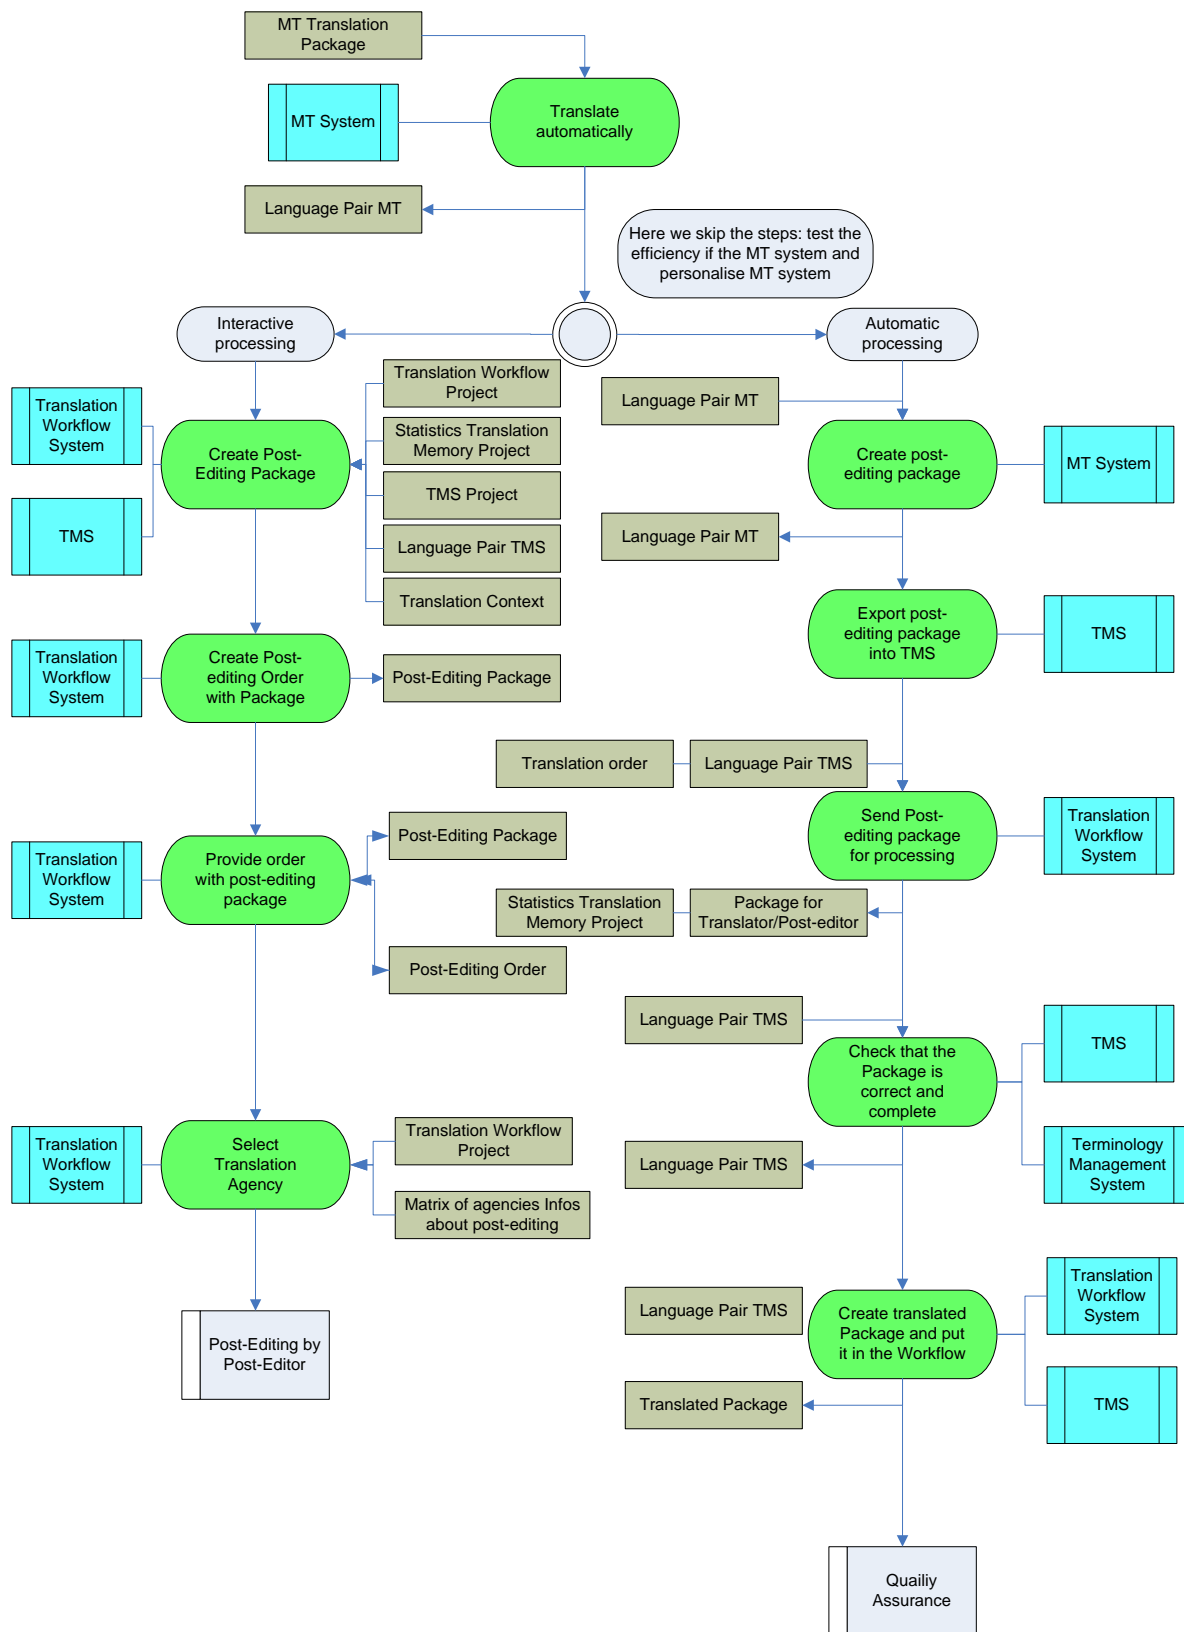 MT Translation
Package
Translate
automatically
MT System
Language Pair MT
Here we skip the steps: test the
efficiency if the MT system and
personalise MT system
Interactive
processing
Automatic
processing
Translation
Workflow
System
TMS
Create Post-
Editing Package
Translation Workflow
Project
Statistics Translation
Memory Project
TMS Project
Language Pair TMS
Translation Context
Translation
Workflow
System
Create Post-
editing Order
with Package
Post-Editing Package
Translation
Workflow
System
Provide order
with post-editing
package
Post-Editing Package
Post-Editing Order
Translation
Workflow
System
Select
Translation
Agency
Translation Workflow
Project
Matrix of agencies Infos
about post-editing
Post-Editing by
Post-Editor
Language Pair MT
Create post-
editing package
MT System
Language Pair MT
Export post-
editing package
into TMS
TMS
Translation order
Language Pair TMS
Send Post-
editing package
for processing
Translation
Workflow
System
Statistics Translation
Memory Project
Package for
Translator/Post-editor
Language Pair TMS
Check that the
Package is
correct and
complete
TMS
Terminology
Management
System
Language Pair TMS
Language Pair TMS
Create translated
Package and put
it in the Workflow
Translation
Workflow
System
TMS
Translated Package
Quailiy
Assurance